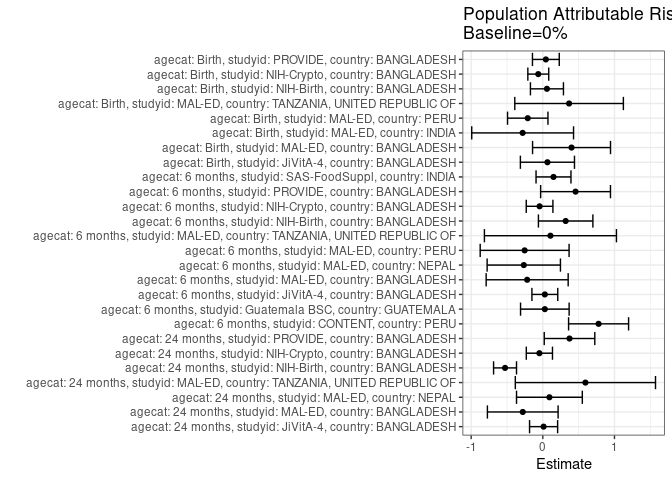 Population Attributable Ris
Baseline=0%
agecat: Birth, studyid: PROVIDE, country: BANGLADESH
agecat: Birth, studyid: NIH-Crypto, country: BANGLADESH
agecat: Birth, studyid: NIH-Birth, country: BANGLADESH
agecat: Birth, studyid: MAL-ED, country: TANZANIA, UNITED REPUBLIC OF
agecat: Birth, studyid: MAL-ED, country: PERU
agecat: Birth, studyid: MAL-ED, country: INDIA
agecat: Birth, studyid: MAL-ED, country: BANGLADESH
agecat: Birth, studyid: JiVitA-4, country: BANGLADESH
agecat: 6 months, studyid: SAS-FoodSuppl, country: INDIA
agecat: 6 months, studyid: PROVIDE, country: BANGLADESH
agecat: 6 months, studyid: NIH-Crypto, country: BANGLADESH
agecat: 6 months, studyid: NIH-Birth, country: BANGLADESH
agecat: 6 months, studyid: MAL-ED, country: TANZANIA, UNITED REPUBLIC OF
agecat: 6 months, studyid: MAL-ED, country: PERU
agecat: 6 months, studyid: MAL-ED, country: NEPAL
agecat: 6 months, studyid: MAL-ED, country: BANGLADESH
agecat: 6 months, studyid: JiVitA-4, country: BANGLADESH
agecat: 6 months, studyid: Guatemala BSC, country: GUATEMALA
agecat: 6 months, studyid: CONTENT, country: PERU
agecat: 24 months, studyid: PROVIDE, country: BANGLADESH
agecat: 24 months, studyid: NIH-Crypto, country: BANGLADESH
agecat: 24 months, studyid: NIH-Birth, country: BANGLADESH
agecat: 24 months, studyid: MAL-ED, country: TANZANIA, UNITED REPUBLIC OF
agecat: 24 months, studyid: MAL-ED, country: NEPAL
agecat: 24 months, studyid: MAL-ED, country: BANGLADESH
agecat: 24 months, studyid: JiVitA-4, country: BANGLADESH
-1 0 1
Estimate